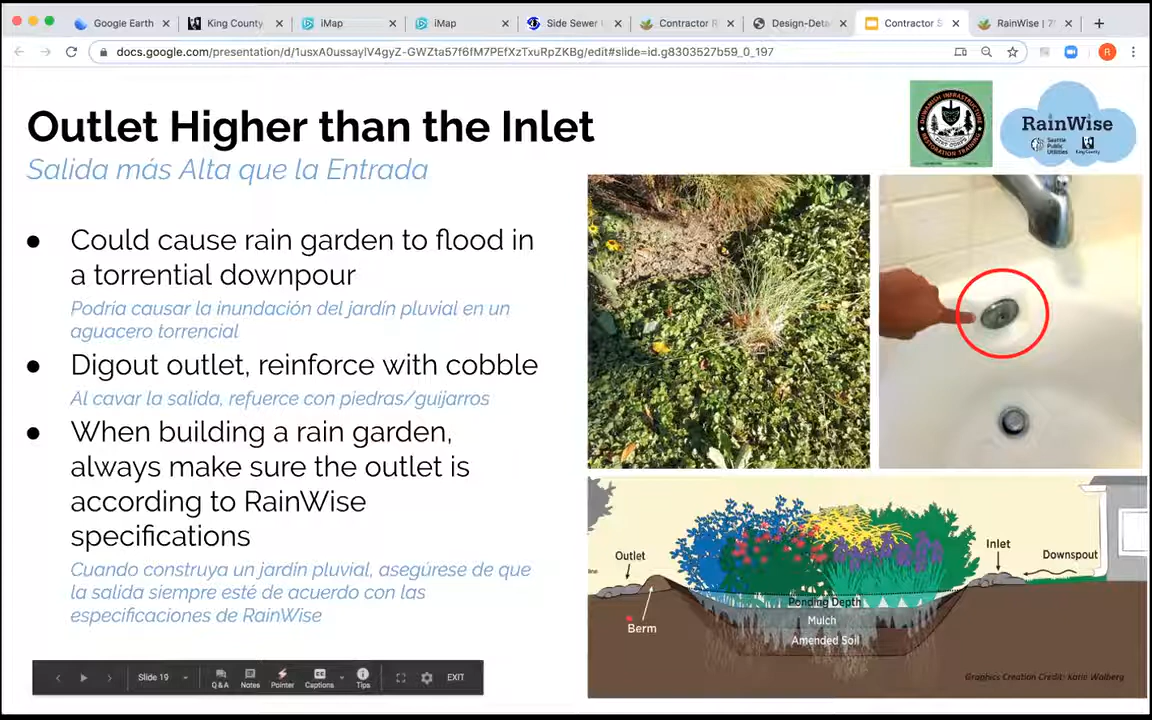 Google Earth
King County
iMap
iMap
Side Sewer
Contractor R
Design-Deta
Contractor S
RainWise | 7
docs.google.com/presentation/d/1usxA0ussaylV4gyZ-GWZta57f6fM7PEfXzTxuRpZKBg/edit#slide=id.g8303527b59_0_197
R
Outlet Higher than the Inlet
Salida más Alta que la Entrada
RainWise
Seattle
Public
Utilities
King County
● Could cause rain garden to flood in
a torrential downpour
Podría causar la inundación del jardín pluvial en un
aguacero torrencial
● Digout outlet, reinforce with cobble
Al cavar la salida, refuerce con piedras/guijarros
● When building a rain garden,
always make sure the outlet is
according to RainWise
specifications
Cuando construya un jardín pluvial, asegúrese de que
la salida siempre esté de acuerdo con las
especificaciones de RainWise
Outlet
Inlet
Downspout
Berm
Ponding Depth
Mulch
Amended Soil
Graphics Creation Credit: Katie Walberg
Slide 19
Q&A
Notes
Pointer
Captions
Tips
EXIT